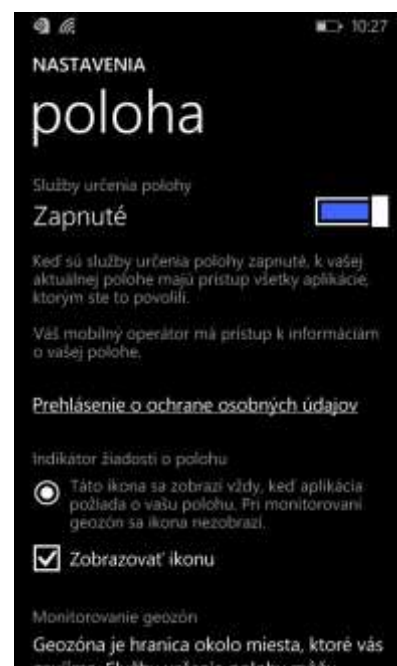 10:27
NASTAVENIA
poloha
Služby určenia polohy
Zapnuté
Keď sú služby určenia polohy zapnuté, k vašej
aktuálnej polohe majú prístup všetky aplikácie,
ktorým ste to povolili.
Váš mobilný operátor má prístup k informáciám
o vašej polohe.
Prehlásenie o ochrane osobných údajov
Indikátor žiadosti o polohu
Táto ikona sa zobrazí vždy, keď aplikácia
požiada o vašu polohu. Pri monitorovaní
geozón sa ikona nezobrazí.
Zobrazovať ikonu
Monitorovanie geozón
Geozóna je hranica okolo miesta, ktoré vás